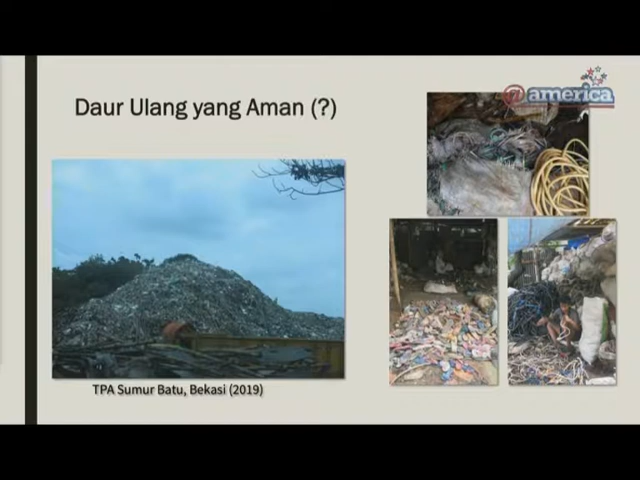 Daur Ulang yang Aman (?)
@america
TPA Sumur Batu, Bekasi (2019)